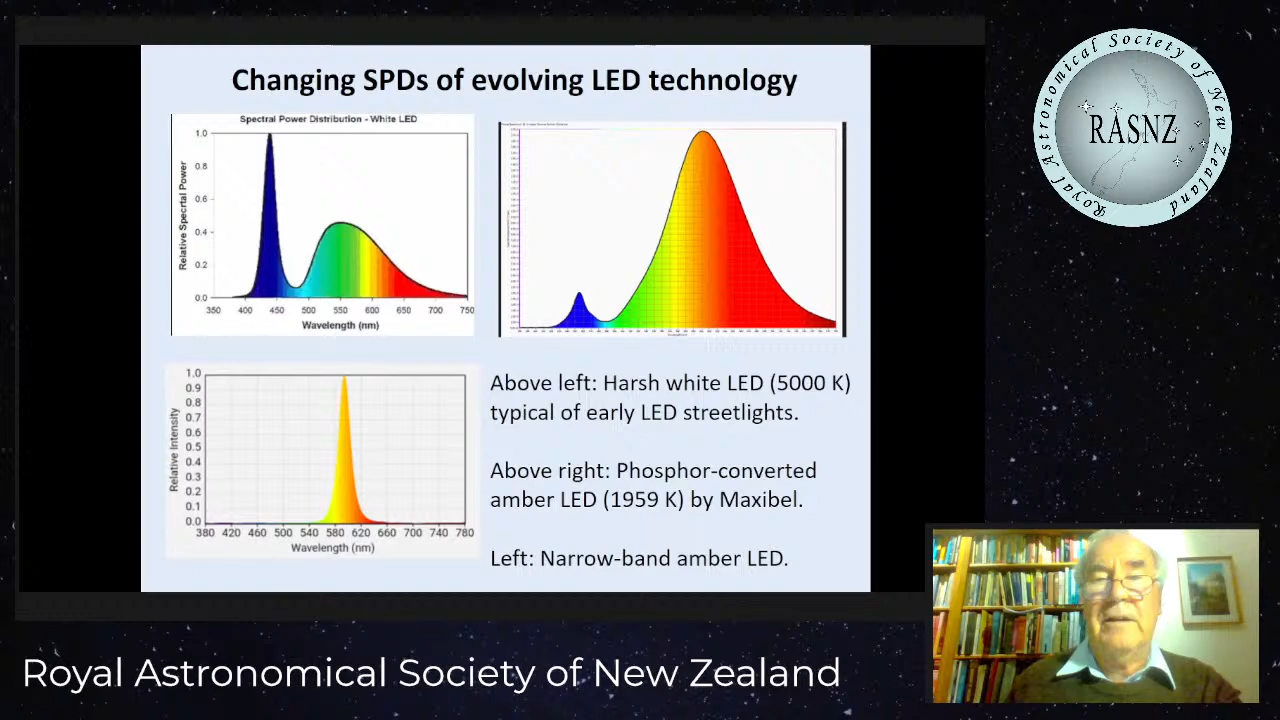 Changing SPDs of evolving LED technology
Spectral Power Distribution - White LED
Relative Spectral Power
1.0
0.8
0.6
0.4
0.2
0.0
350 400 450 500 550 600 650 700 750
Wavelength (nm)
Relative Intensity
1.0
0.9
0.8
0.7
0.6
0.5
0.4
0.3
0.2
0.1
0.0
380 420 460 500 540 580 620 660 700 740 780
Wavelength (nm)
Above left: Harsh white LED (5000 K)
typical of early LED streetlights.
Above right: Phosphor-converted
amber LED (1959 K) by Maxibel.
Left: Narrow-band amber LED.
Royal Astronomical Society of New Zealand
RASNZ
Royal Astronomical Society of New Zealand